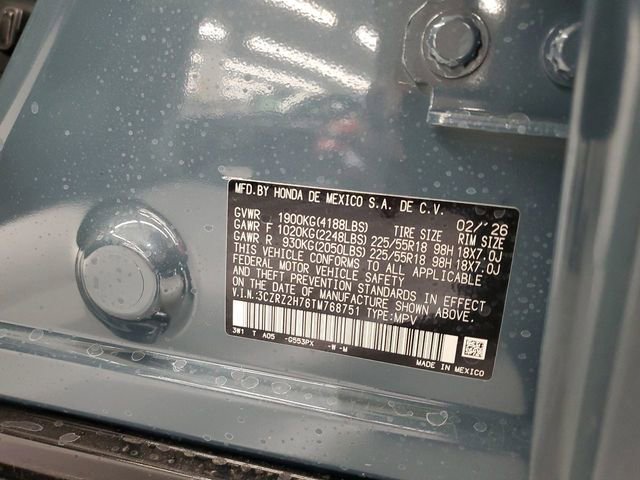 MFD.BY HONDA DE MEXICO S.A. DE C.V.
02/'26
GVWR 1900KG(4188LBS) TIRE SIZE RIM SIZE
GAWR F 1020KG(2248LBS) 225/55R18 98H 18X7.0J
GAWR R 930KG(2050LBS) 225/55R18 98H 18X7.0J
THIS VEHICLE CONFORMS TO ALL APPLICABLE
FEDERAL MOTOR VEHICLE SAFETY
AND THEFT PREVENTION STANDARDS IN EFFECT
ON THE DATE OF MANUFACTURE SHOWN ABOVE.
V.I.N.:3CZRZ2H76TM768751 TYPE:MPV
3W1 T A05 -G553PX -W -M
MADE IN MEXICO